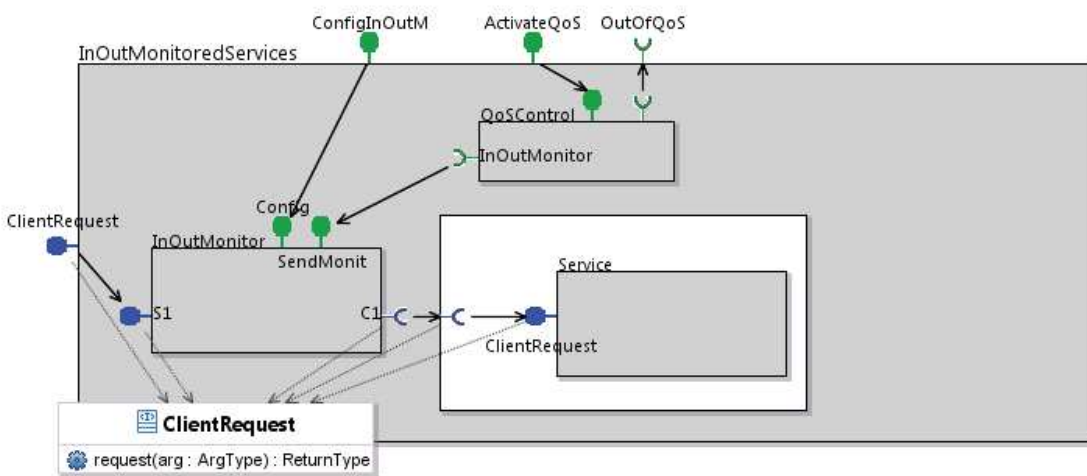 ConfigInOutM
ActivateQoS
OutOfQoS
InOutMonitoredServices
QoSControl
InOutMonitor
Config
ClientRequest
InOutMonitor
SendMonit
Service
S1
C1
ClientRequest
ClientRequest
request(arg : ArgType) : ReturnType